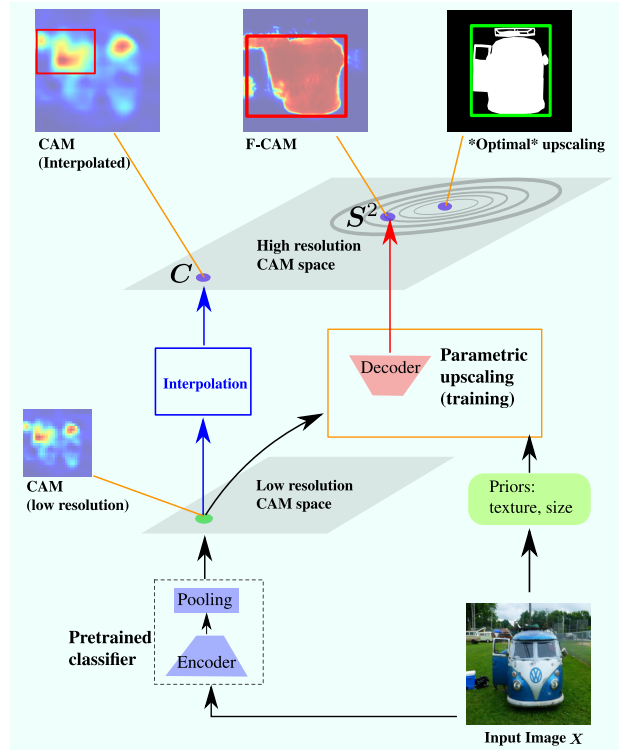 CAM
(Interpolated)
F-CAM
*Optimal* upscaling
S²
High resolution
CAM space
C
Interpolation
Decoder
Parametric
upscaling
(training)
CAM
(low resolution)
Low resolution
CAM space
Priors:
texture, size
Pooling
Encoder
Pretrained
classifier
Input Image X